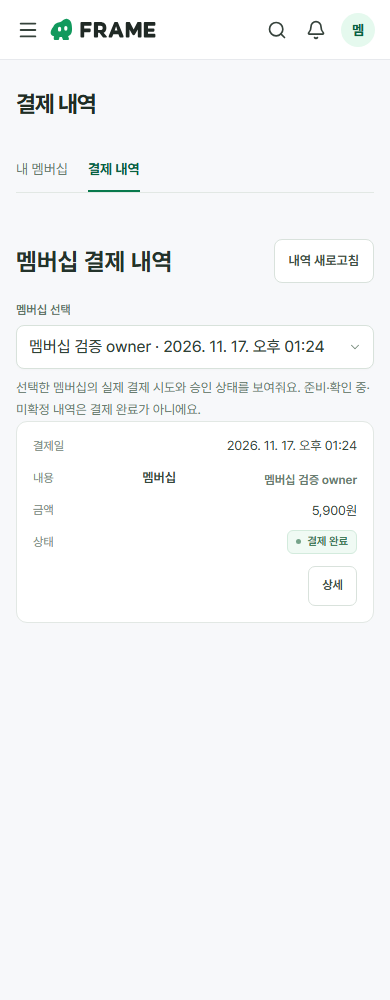 FRAME
멤
결제 내역
내 멤버십
결제 내역
멤버십 결제 내역
내역 새로고침
멤버십 선택
멤버십 검증 owner · 2026. 11. 17. 오후 01:24
선택한 멤버십의 실제 결제 시도와 승인 상태를 보여줘요. 준비·확인 중·
미확정 내역은 결제 완료가 아니에요.
결제일
2026. 11. 17. 오후 01:24
내용
멤버십
멤버십 검증 owner
금액
5,900원
상태
결제 완료
상세